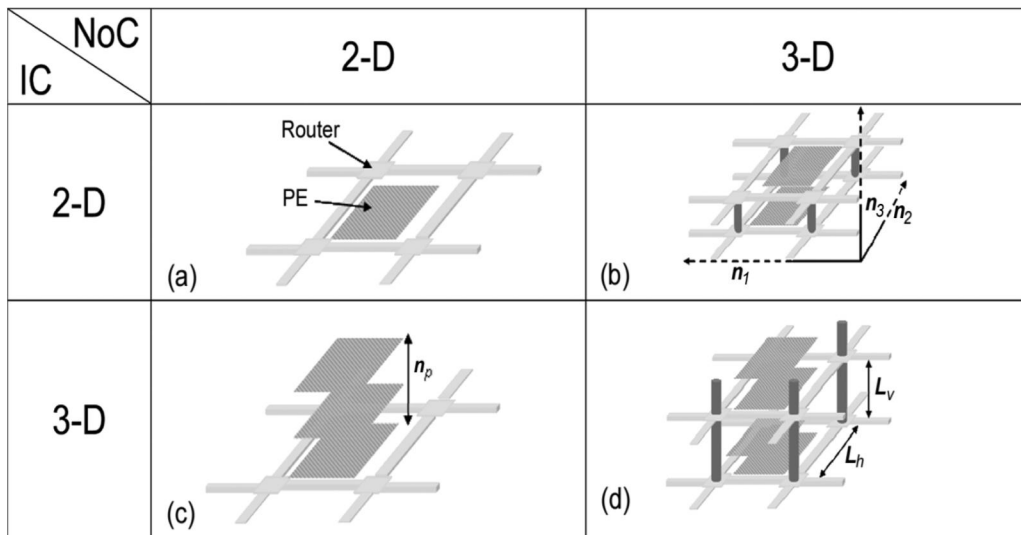 NoC
IC
2-D
3-D
2-D
Router
PE
(a)
n3
n2
n1
(b)
3-D
np
(c)
Lv
Lh
(d)